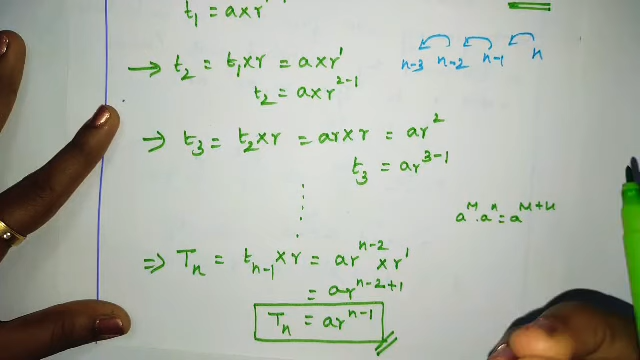 t₁ = a×r
→ t₂ = t₁×r = a×r¹
t₂ = a×r²⁻¹
n-3 n-2 n-1 n
→ t₃ = t₂×r = ar×r = ar²
t₃ = ar³⁻¹
aᴹ·aⁿ = aᴹ⁺ᴺ
⇒ Tₙ = tₙ₋₁×r = arⁿ⁻² × r¹
= arⁿ⁻²⁺¹
Tₙ = arⁿ⁻¹